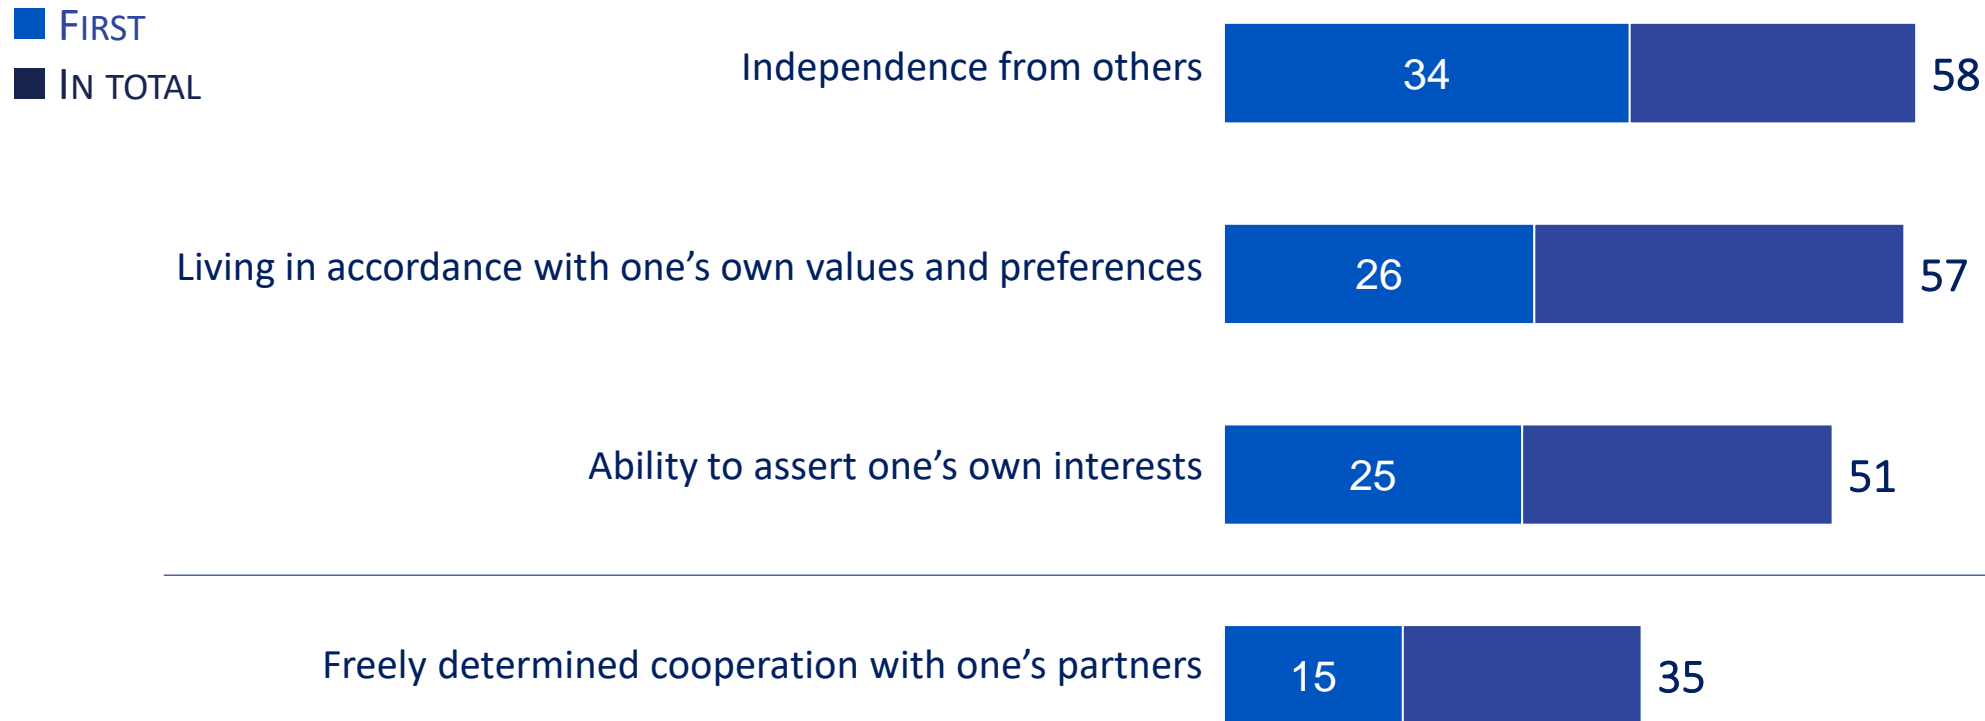 FIRST
IN TOTAL
Independence from others 34 58
Living in accordance with one’s own values and preferences 26 57
Ability to assert one’s own interests 25 51
Freely determined cooperation with one’s partners 15 35